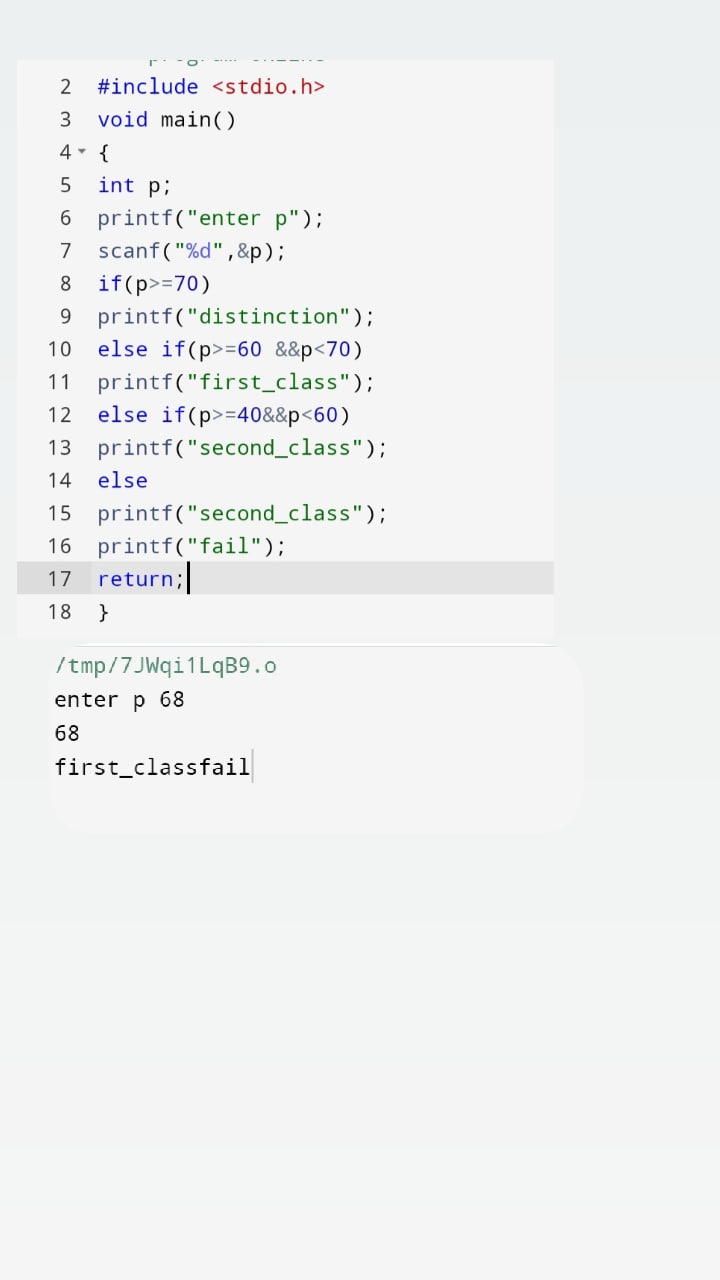 2 #include <stdio.h>
3 void main()
4 {
5 int p;
6 printf("enter p");
7 scanf("%d",&p);
8 if(p>=70)
9 printf("distinction");
10 else if(p>=60 &&p<70)
11 printf("first_class");
12 else if(p>=40&&p<60)
13 printf("second_class");
14 else
15 printf("second_class");
16 printf("fail");
17 return;
18 }
/tmp/7JWqi1LqB9.o
enter p 68
68
first_classfail